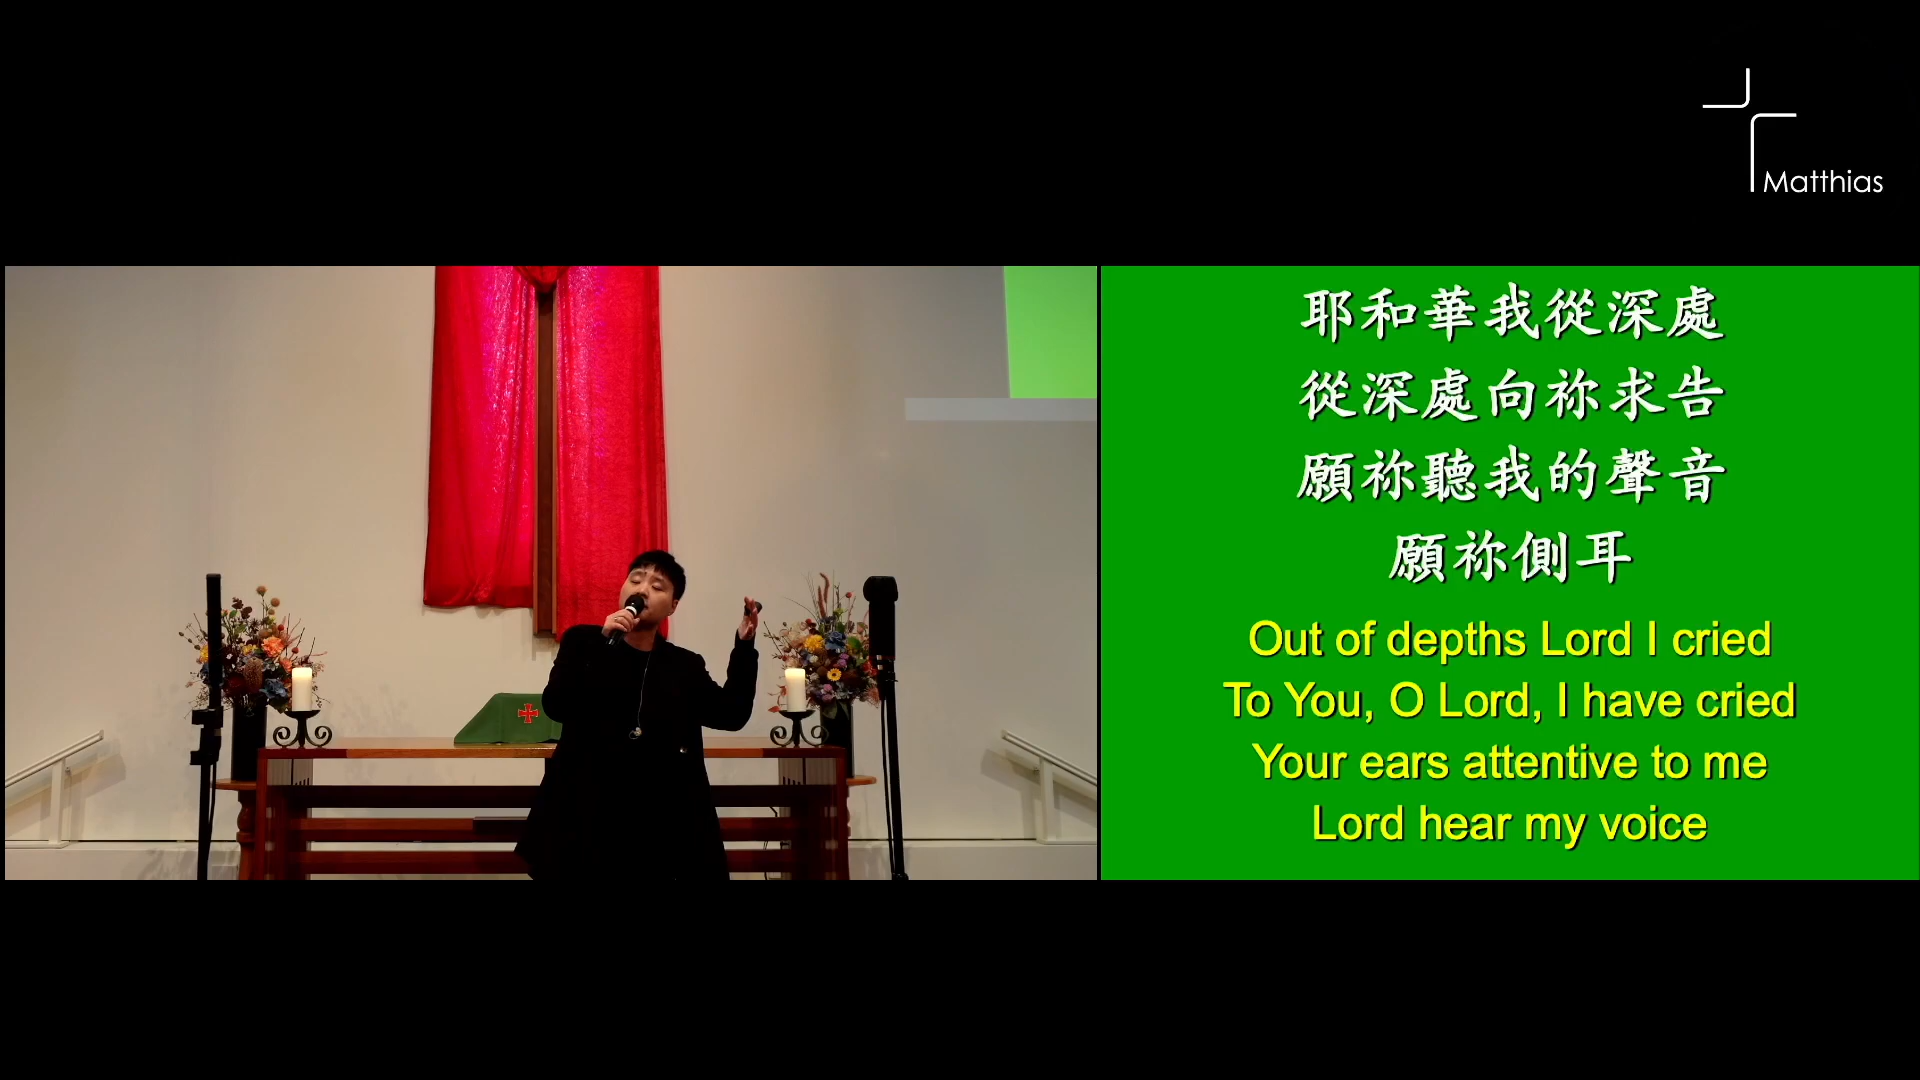 Matthias
耶和華我從深處
從深處向祢求告
願祢聽我的聲音
願祢側耳
Out of depths Lord I cried
To You, O Lord, I have cried
Your ears attentive to me
Lord hear my voice